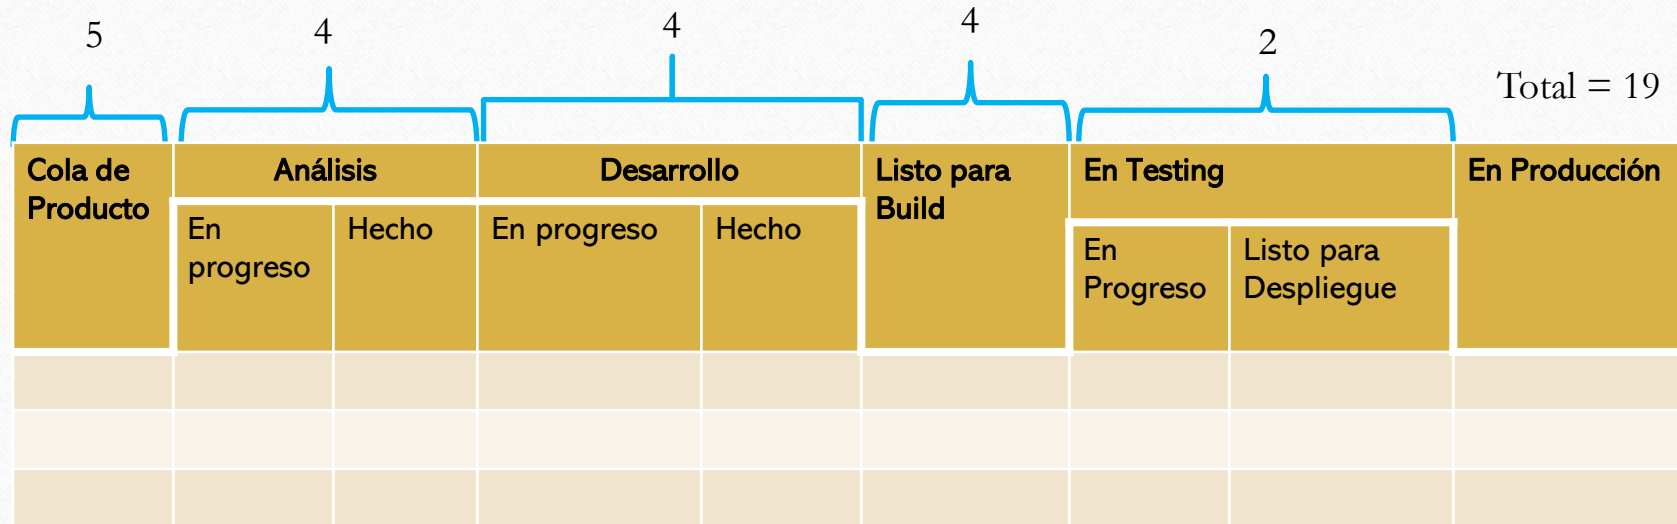 5
4
4
4
2
Total = 19
Cola de
Producto
Análisis
Desarrollo
Listo para
Build
En Testing
En Producción
En
progreso
Hecho
En progreso
Hecho
En
Progreso
Listo para
Despliegue